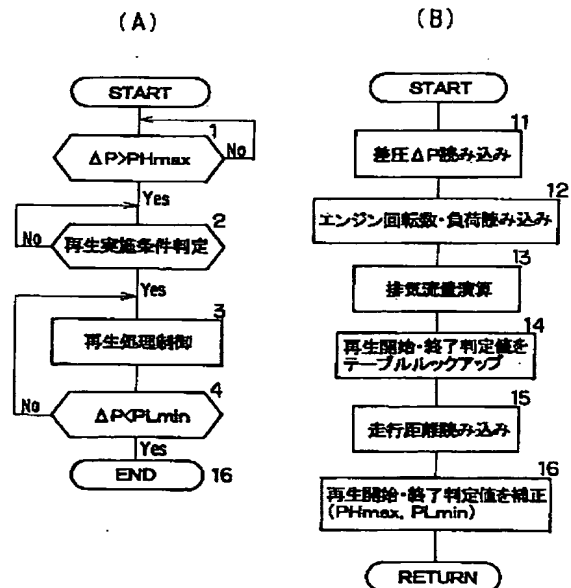 (A)
START
1
ΔP>PHmax
No
Yes
2
再生実施条件判定
No
Yes
3
再生処理制御
4
ΔP<PLmin
No
Yes
END
16
(B)
START
11
差圧ΔP読み込み
12
エンジン回転数・負荷読み込み
13
排気流量演算
14
再生開始・終了判定値を
テーブルルックアップ
15
走行距離読み込み
16
再生開始・終了判定値を補正
(PHmax, PLmin)
RETURN